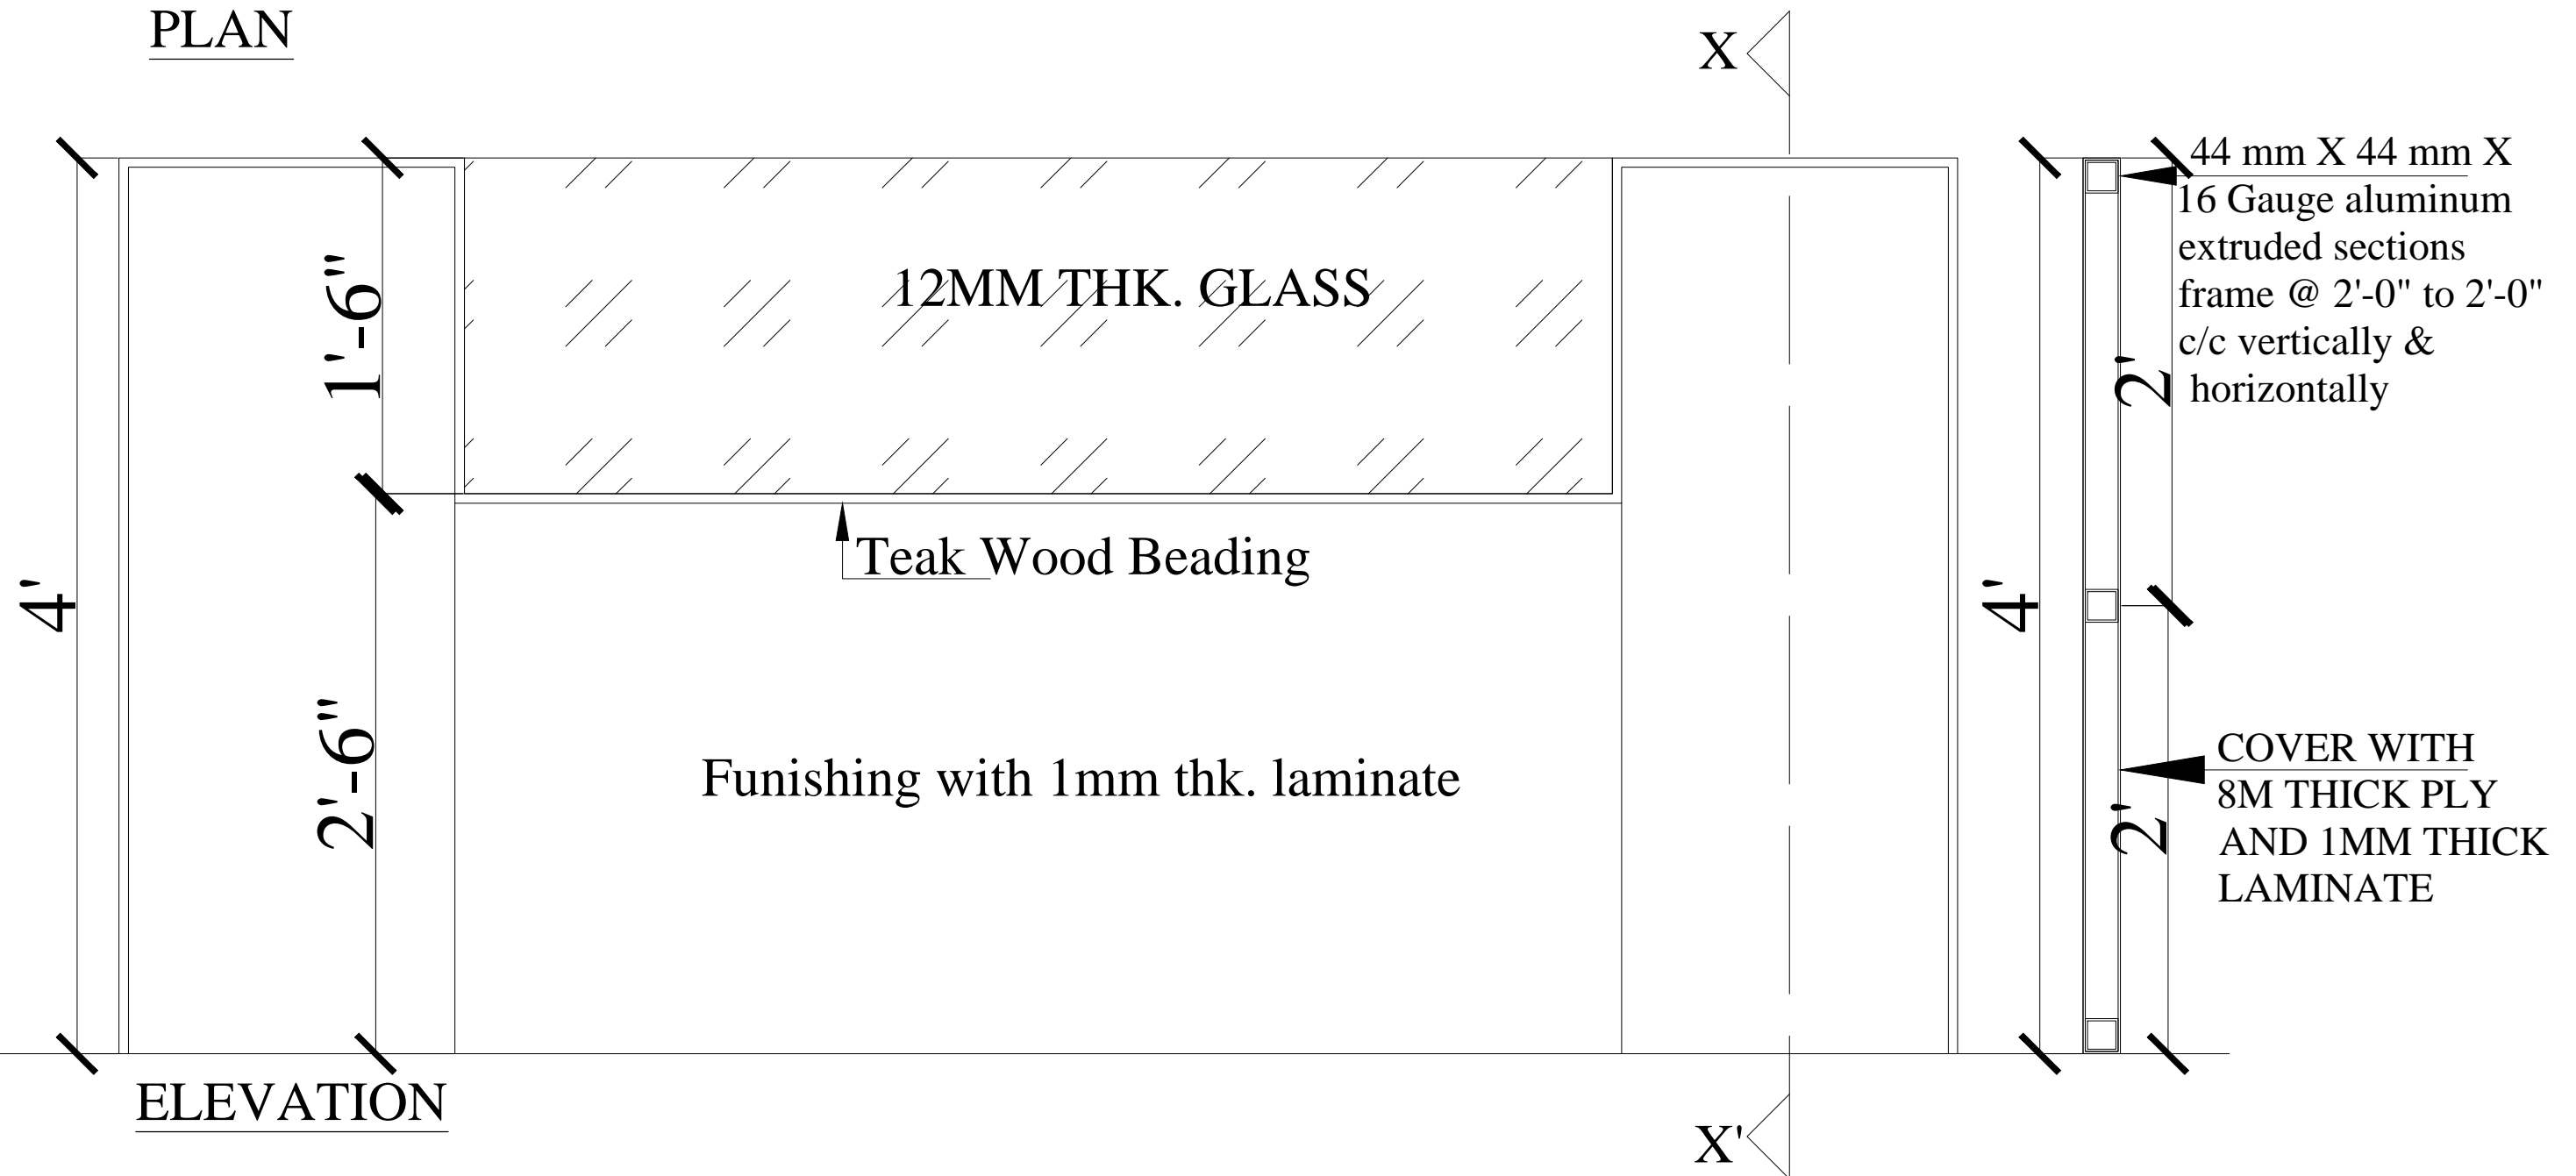 PLAN
X
44 mm X 44 mm X
16 Gauge aluminum
extruded sections
frame @ 2'-0" to 2'-0"
c/c vertically &
horizontally
1'-6"
12MM THK. GLASS
2'
Teak Wood Beading
4'
4'
2'-6"
Funishing with 1mm thk. laminate
2'
COVER WITH
8M THICK PLY
AND 1MM THICK
LAMINATE
ELEVATION
X'